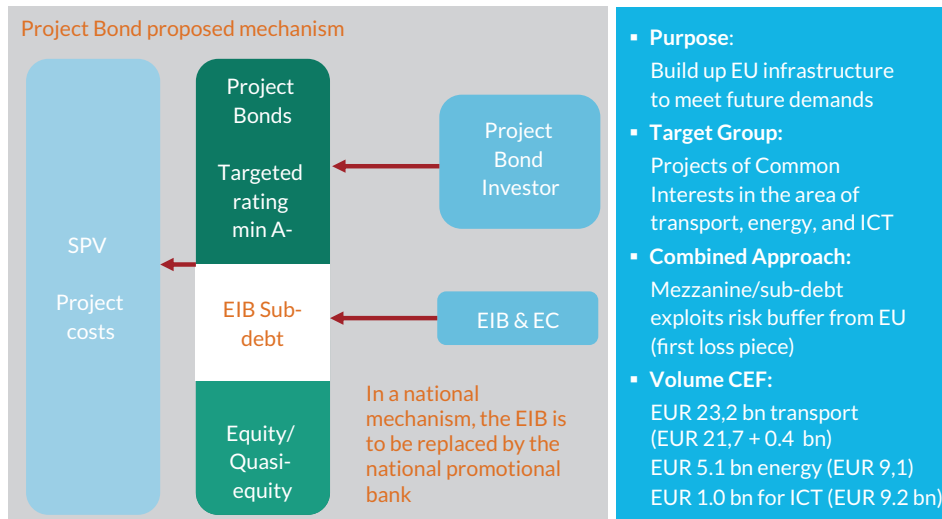 Project Bond proposed mechanism
SPV
Project
costs
Project
Bonds
Targeted
rating
min A-
EIB Sub-
debt
Equity/
Quasi-
equity
Project
Bond
Investor
EIB & EC
In a national
mechanism, the EIB is
to be replaced by the
national promotional
bank
▪ Purpose:
Build up EU infrastructure
to meet future demands
▪ Target Group:
Projects of Common
Interests in the area of
transport, energy, and ICT
▪ Combined Approach:
Mezzanine/sub-debt
exploits risk buffer from EU
(first loss piece)
▪ Volume CEF:
EUR 23,2 bn transport
(EUR 21,7 + 0.4 bn)
EUR 5.1 bn energy (EUR 9,1)
EUR 1.0 bn for ICT (EUR 9.2 bn)